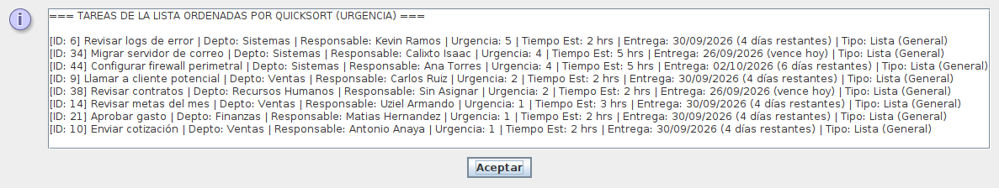 === TAREAS DE LA LISTA ORDENADAS POR QUICKSORT (URGENCIA) ===
[ID: 6] Revisar logs de error | Depto: Sistemas | Responsable: Kevin Ramos | Urgencia: 5 | Tiempo Est: 2 hrs | Entrega: 30/09/2026 (4 días restantes) | Tipo: Lista (General)
[ID: 34] Migrar servidor de correo | Depto: Sistemas | Responsable: Calixto Isaac | Urgencia: 4 | Tiempo Est: 5 hrs | Entrega: 26/09/2026 (vence hoy) | Tipo: Lista (General)
[ID: 44] Configurar firewall perimetral | Depto: Sistemas | Responsable: Ana Torres | Urgencia: 4 | Tiempo Est: 5 hrs | Entrega: 02/10/2026 (6 días restantes) | Tipo: Lista (General)
[ID: 9] Llamar a cliente potencial | Depto: Ventas | Responsable: Carlos Ruiz | Urgencia: 2 | Tiempo Est: 2 hrs | Entrega: 30/09/2026 (4 días restantes) | Tipo: Lista (General)
[ID: 38] Revisar contratos | Depto: Recursos Humanos | Responsable: Sin Asignar | Urgencia: 2 | Tiempo Est: 2 hrs | Entrega: 26/09/2026 (vence hoy) | Tipo: Lista (General)
[ID: 14] Revisar metas del mes | Depto: Ventas | Responsable: Uziel Armando | Urgencia: 1 | Tiempo Est: 3 hrs | Entrega: 30/09/2026 (4 días restantes) | Tipo: Lista (General)
[ID: 21] Aprobar gasto | Depto: Finanzas | Responsable: Matias Hernandez | Urgencia: 1 | Tiempo Est: 2 hrs | Entrega: 30/09/2026 (4 días restantes) | Tipo: Lista (General)
[ID: 10] Enviar cotización | Depto: Ventas | Responsable: Antonio Anaya | Urgencia: 1 | Tiempo Est: 2 hrs | Entrega: 30/09/2026 (4 días restantes) | Tipo: Lista (General)
Aceptar